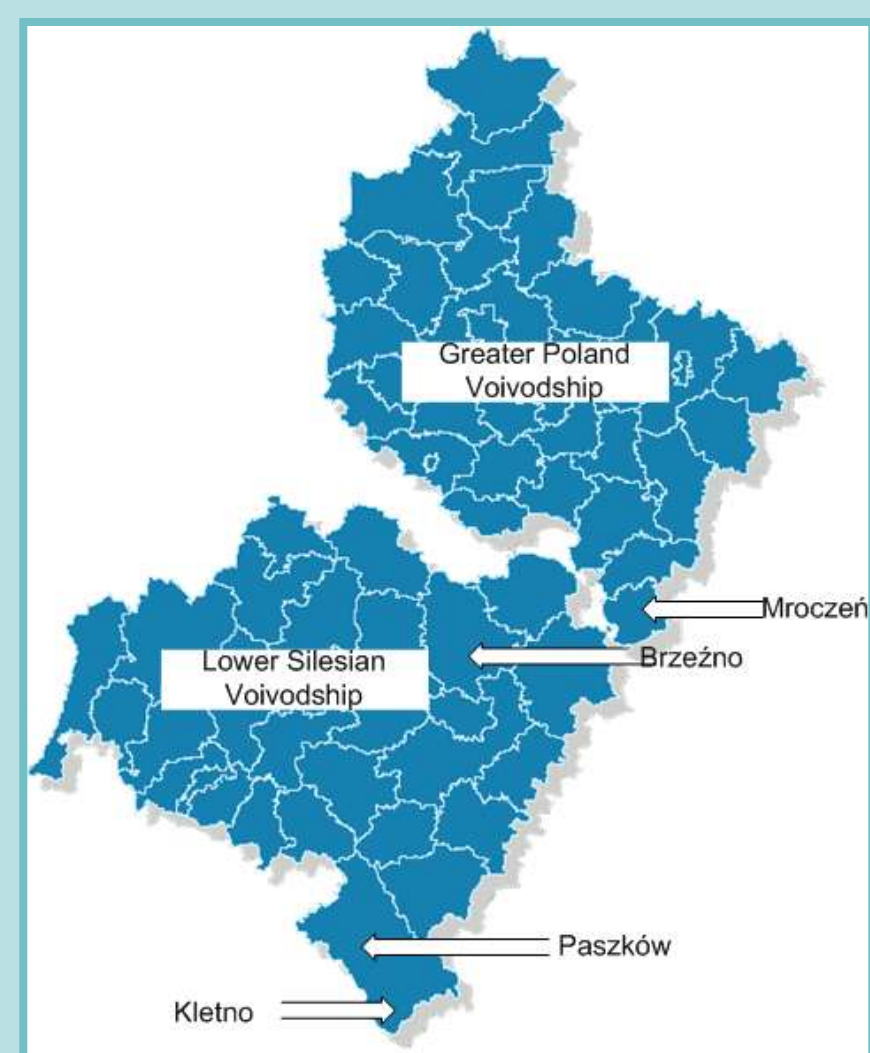 Greater Poland
Voivodship
Mroczeń
Brzeźno
Lower Silesian
Voivodship
Paszków
Kletno